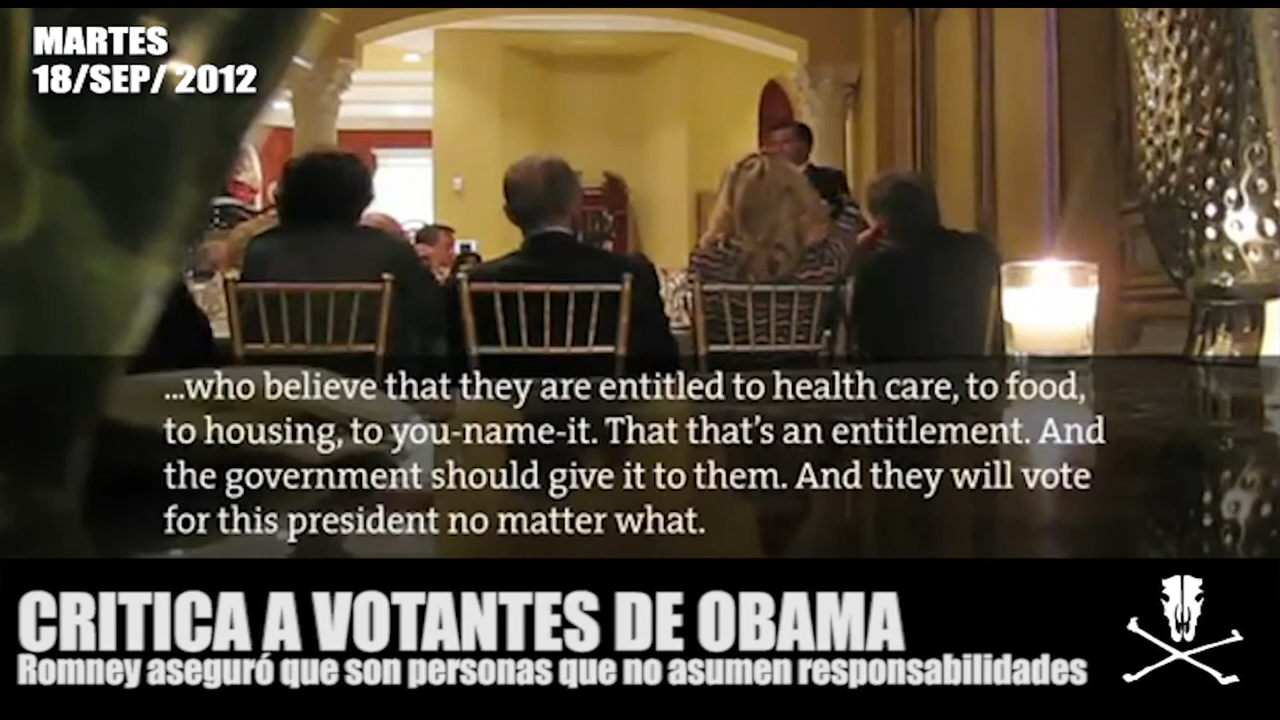 MARTES
18/SEP/ 2012
...who believe that they are entitled to health care, to food,
to housing, to you-name-it. That that's an entitlement. And
the government should give it to them. And they will vote
for this president no matter what.
CRITICA A VOTANTES DE OBAMA
Romney aseguró que son personas que no asumen responsabilidades